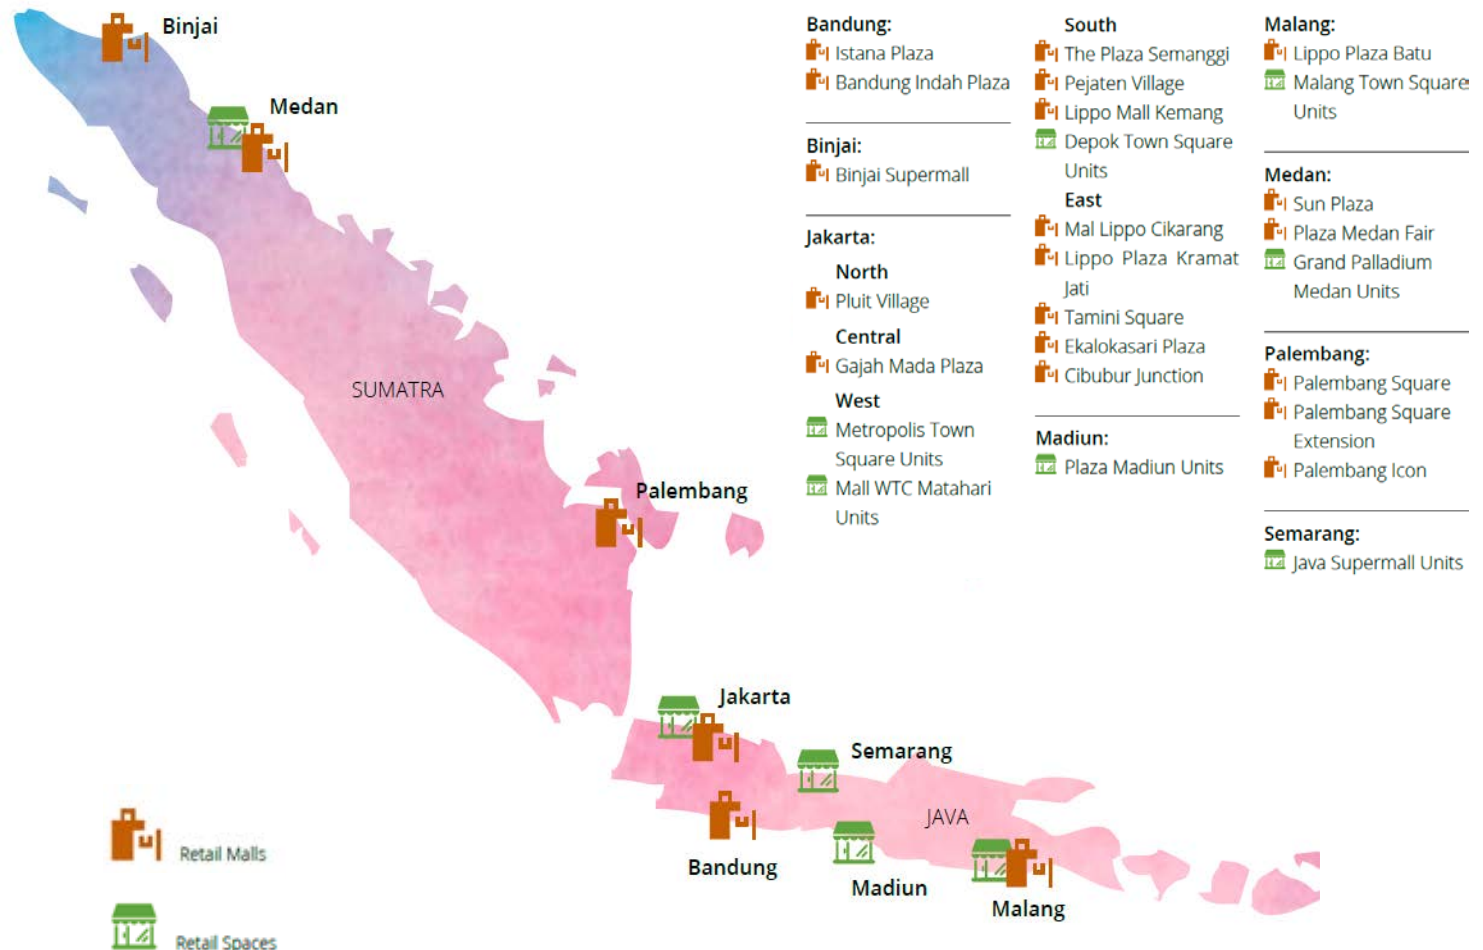 Binjai
Medan
SUMATRA
Palembang
Jakarta
Semarang
JAVA
Bandung
Madiun
Malang
Retail Malls
Retail Spaces
Bandung:
Istana Plaza
Bandung Indah Plaza
Binjai:
Binjai Supermall
Jakarta:
North
Pluit Village
Central
Gajah Mada Plaza
West
Metropolis Town
Square Units
Mall WTC Matahari
Units
South
The Plaza Semanggi
Pejaten Village
Lippo Mall Kemang
Depok Town Square
Units
East
Mal Lippo Cikarang
Lippo Plaza Kramat
Jati
Tamini Square
Ekalokasari Plaza
Cibubur Junction
Madiun:
Plaza Madiun Units
Malang:
Lippo Plaza Batu
Malang Town Square
Units
Medan:
Sun Plaza
Plaza Medan Fair
Grand Palladium
Medan Units
Palembang:
Palembang Square
Palembang Square
Extension
Palembang Icon
Semarang:
Java Supermall Units